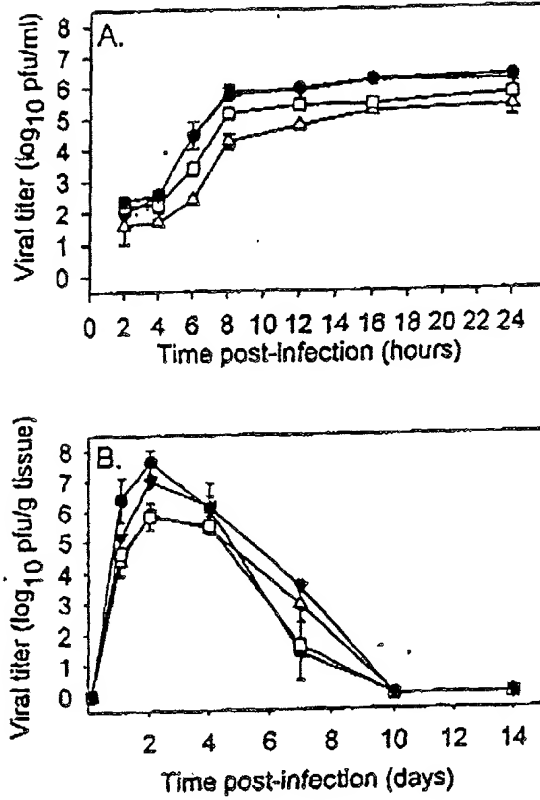 A.
Viral titer (log10 pfu/ml)
8
7
6
5
4
3
2
1
0
0 2 4 6 8 10 12 14 16 18 20 22 24
Time post-infection (hours)
B.
Viral titer (log10 pfu/g tissue)
8
7
6
5
4
3
2
1
0
2 4 6 8 10 12 14
Time post-infection (days)